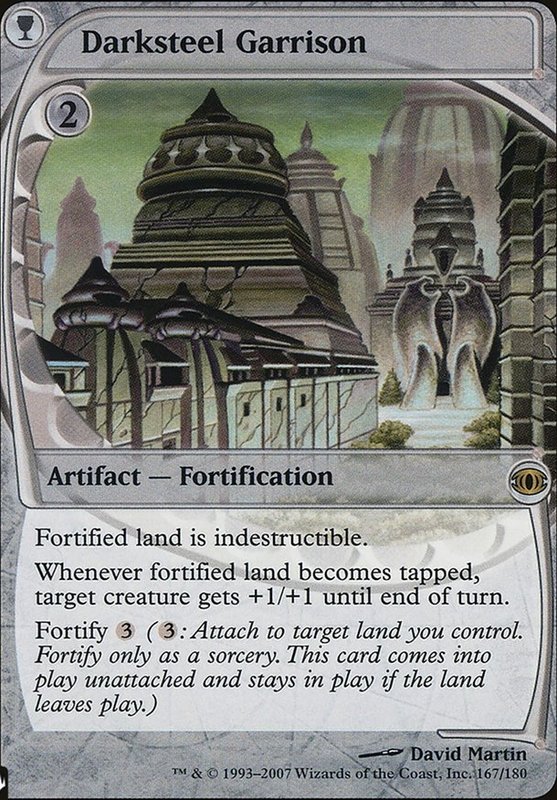 Darksteel Garrison
2
Artifact — Fortification
Fortified land is indestructible.
Whenever fortified land becomes tapped,
target creature gets +1/+1 until end of turn.
Fortify 3 (3: Attach to target land you control.
Fortify only as a sorcery. This card comes into
play unattached and stays in play if the land
leaves play.)
David Martin
™ & © 1993–2007 Wizards of the Coast, Inc. 167/180